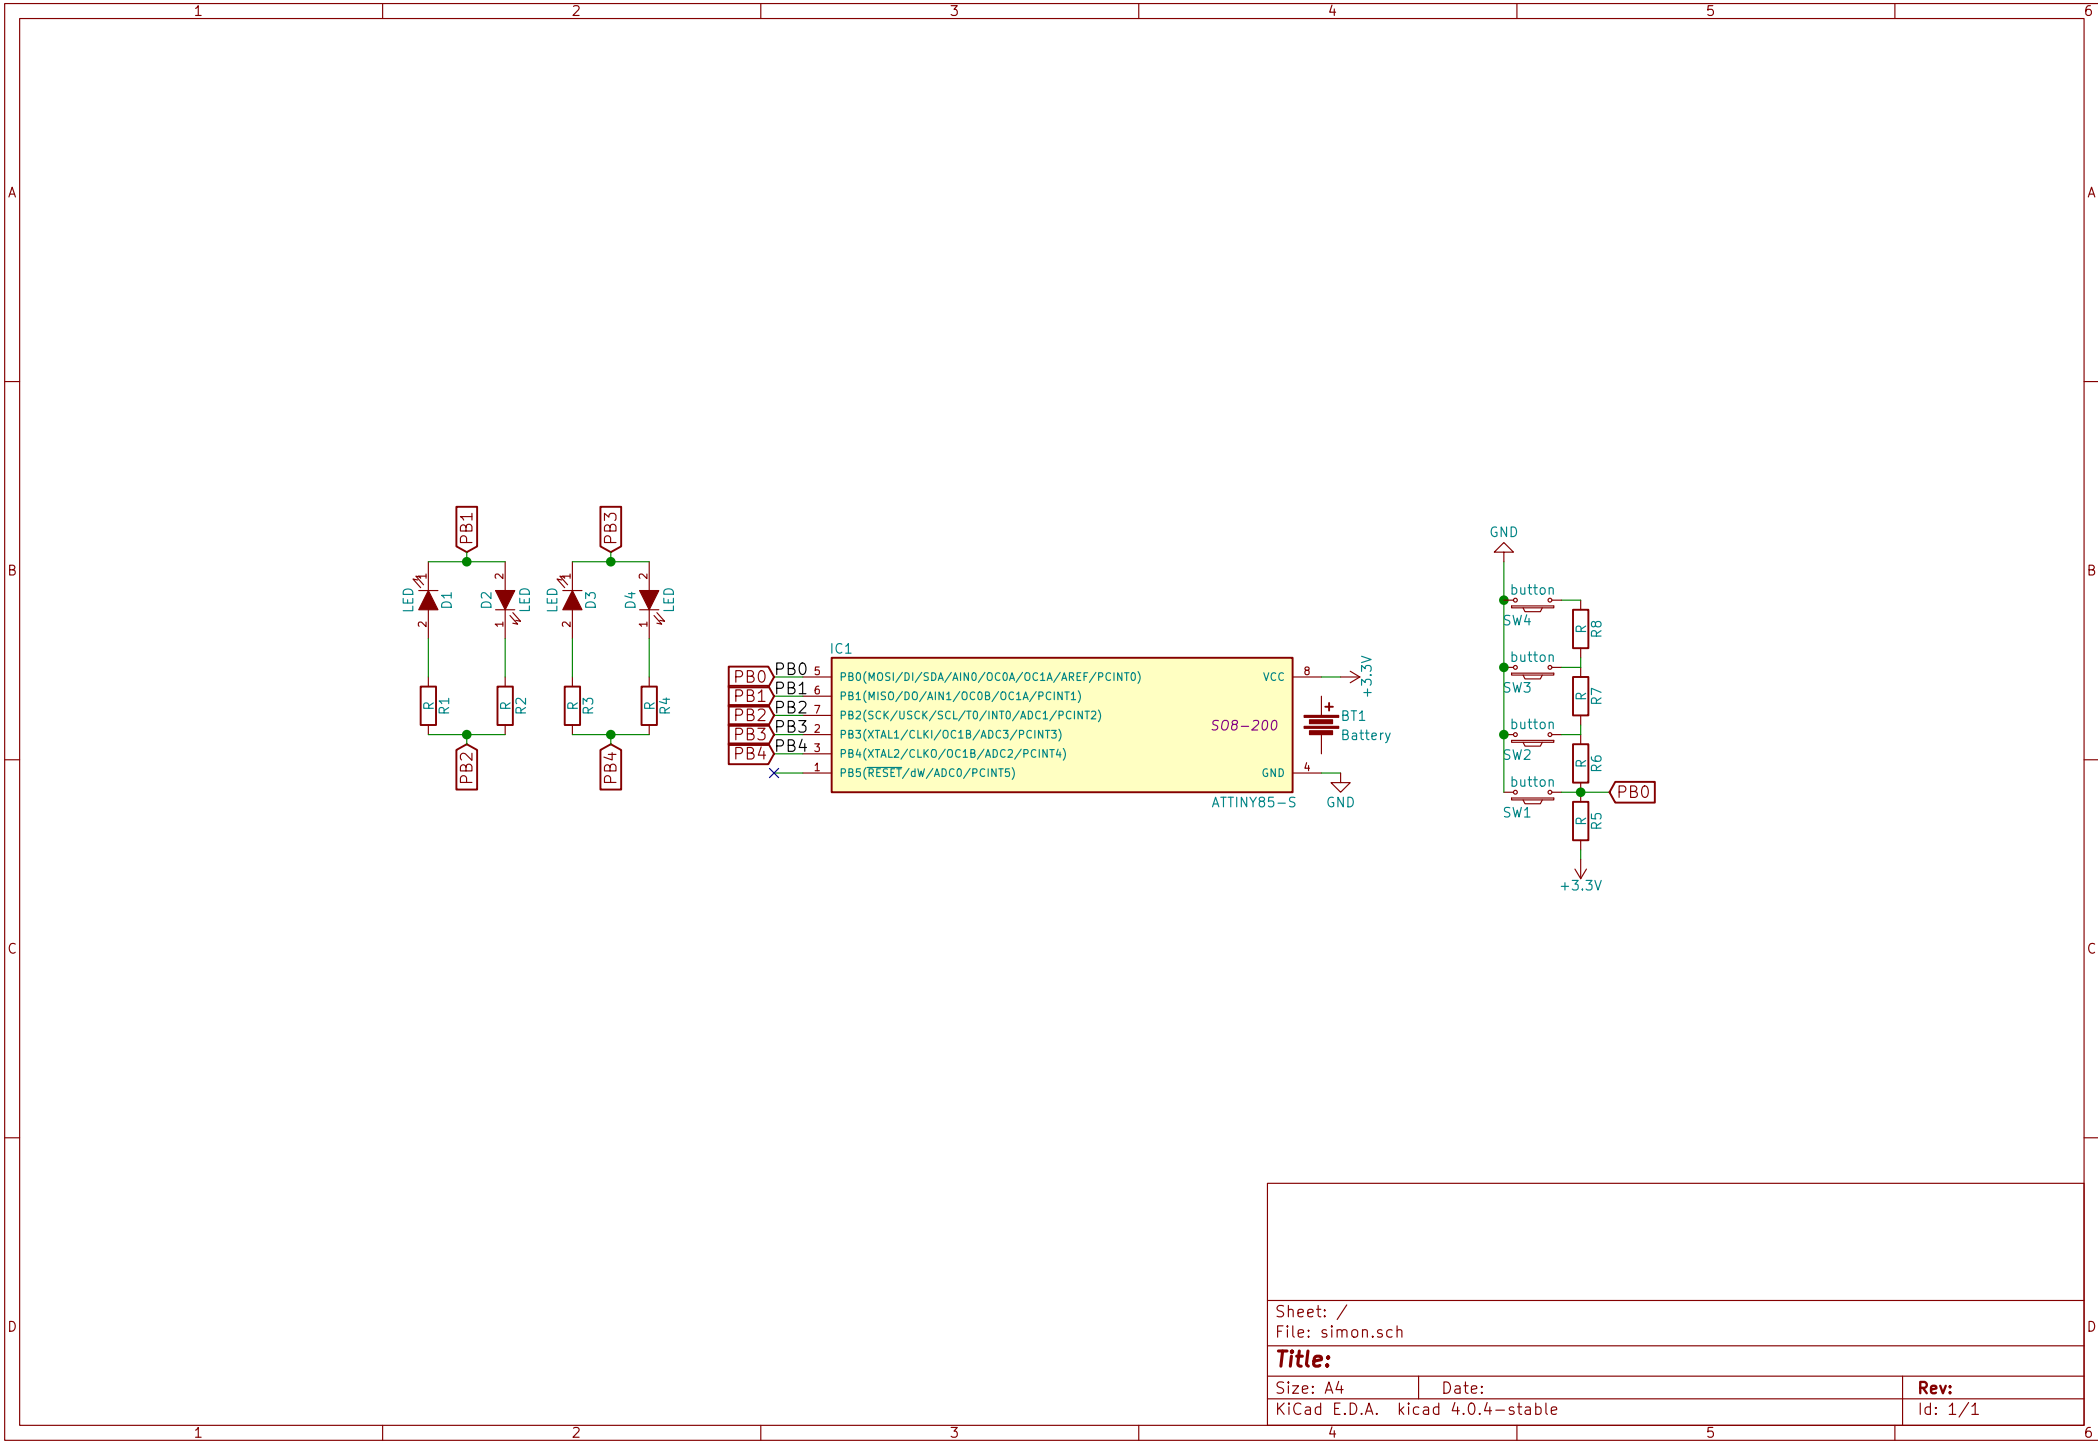 1 2 3 4 5 6
A A
PB1 PB3
GND
B B
LED D1 1 2
D2 LED 2 1
LED D3 1 2
D4 LED 2 1
button
SW4
R R8
button
SW3
R R7
button
SW2
R R6
button
SW1
PB0
R R5
+3.3V
R R1
R R2
R R3
R R4
PB2 PB4
IC1
PB0 PB0 5 PB0(MOSI/DI/SDA/AIN0/OC0A/OC1A/AREF/PCINT0) VCC 8 +3.3V
PB1 PB1 6 PB1(MISO/DO/AIN1/OC0B/OC1A/PCINT1)
PB2 PB2 7 PB2(SCK/USCK/SCL/T0/INT0/ADC1/PCINT2)
PB3 PB3 2 PB3(XTAL1/CLKI/OC1B/ADC3/PCINT3)
PB4 PB4 3 PB4(XTAL2/CLKO/OC1B/ADC2/PCINT4)
1 PB5(RESET/dW/ADC0/PCINT5) GND 4
SO8-200
+ BT1
Battery
ATTINY85-S GND
C C
D D
Sheet: /
File: simon.sch
Title:
Size: A4 Date: Rev:
KiCad E.D.A. kicad 4.0.4-stable Id: 1/1
1 2 3 4 5 6